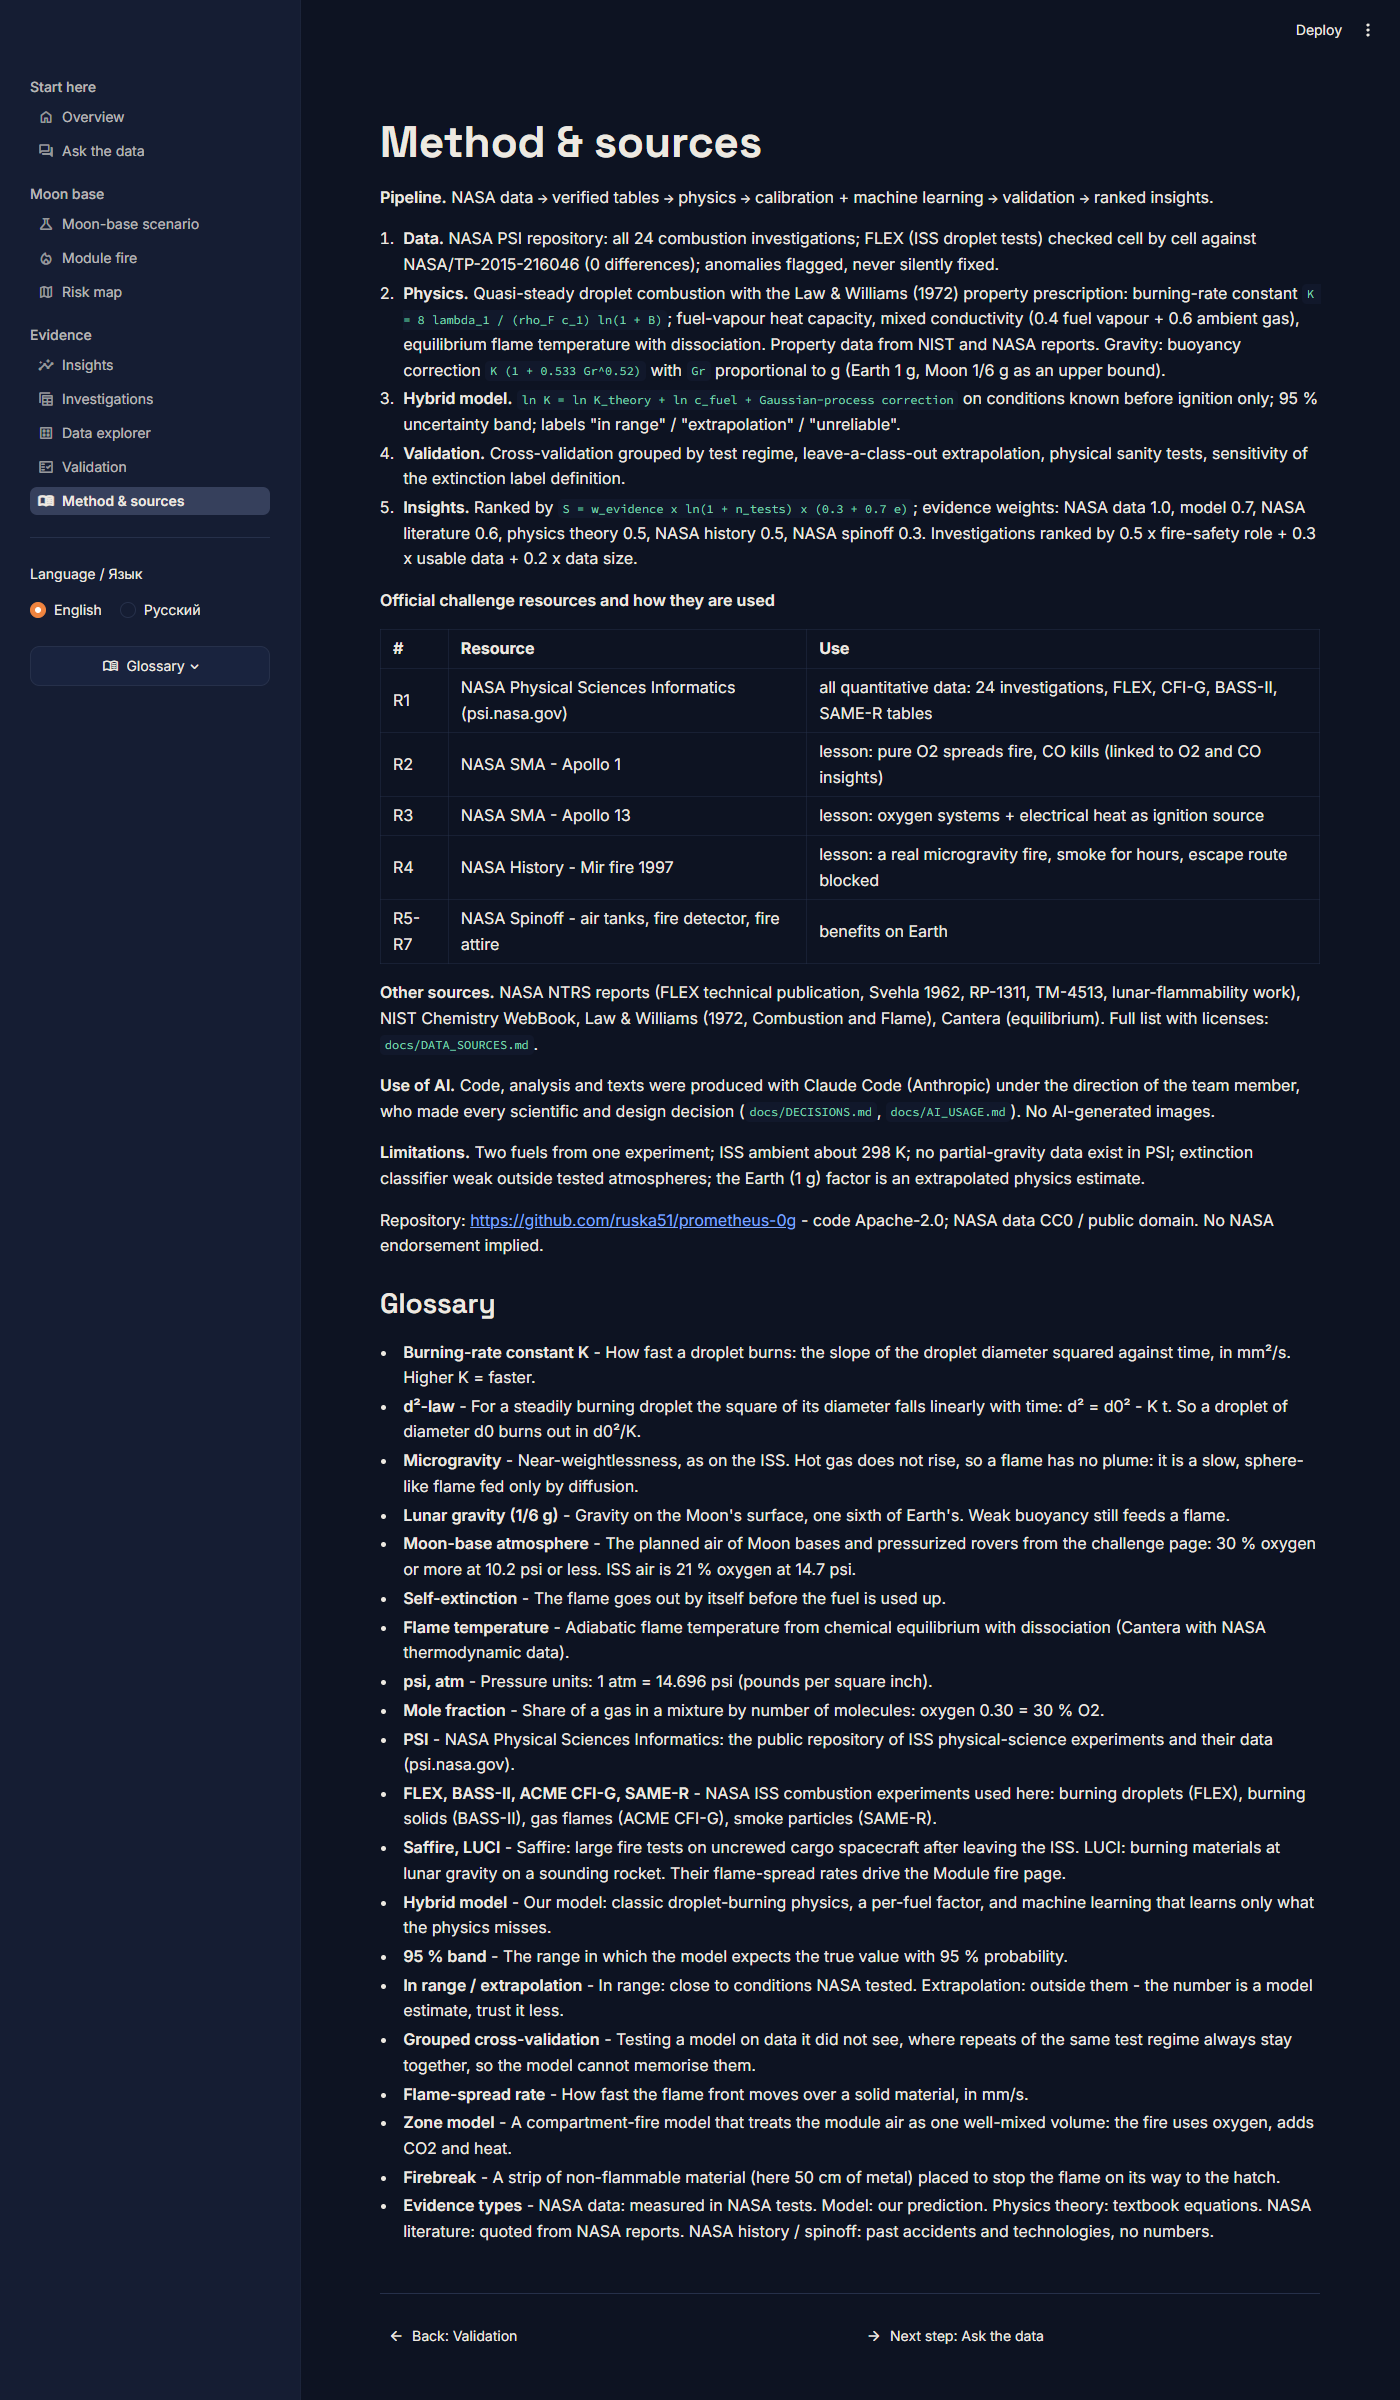 Deploy
Start here
Overview
Ask the data
Moon base
Moon-base scenario
Module fire
Risk map
Evidence
Insights
Investigations
Data explorer
Validation
Method & sources
Language / Язык
English
Русский
Glossary
Method & sources
Pipeline. NASA data → verified tables → physics → calibration + machine learning → validation → ranked insights.
1. Data. NASA PSI repository: all 24 combustion investigations; FLEX (ISS droplet tests) checked cell by cell against
NASA/TP-2015-216046 (0 differences); anomalies flagged, never silently fixed.
2. Physics. Quasi-steady droplet combustion with the Law & Williams (1972) property prescription: burning-rate constant K
= 8 lambda_1 / (rho_F c_1) ln(1 + B) ; fuel-vapour heat capacity, mixed conductivity (0.4 fuel vapour + 0.6 ambient gas),
equilibrium flame temperature with dissociation. Property data from NIST and NASA reports. Gravity: buoyancy
correction K (1 + 0.533 Gr^0.52) with Gr proportional to g (Earth 1 g, Moon 1/6 g as an upper bound).
3. Hybrid model. ln K = ln K_theory + ln c_fuel + Gaussian-process correction on conditions known before ignition only; 95 %
uncertainty band; labels "in range" / "extrapolation" / "unreliable".
4. Validation. Cross-validation grouped by test regime, leave-a-class-out extrapolation, physical sanity tests, sensitivity of
the extinction label definition.
5. Insights. Ranked by S = w_evidence x ln(1 + n_tests) x (0.3 + 0.7 e) ; evidence weights: NASA data 1.0, model 0.7, NASA
literature 0.6, physics theory 0.5, NASA history 0.5, NASA spinoff 0.3. Investigations ranked by 0.5 x fire-safety role + 0.3
x usable data + 0.2 x data size.
Official challenge resources and how they are used
# Resource Use
R1 NASA Physical Sciences Informatics (psi.nasa.gov) all quantitative data: 24 investigations, FLEX, CFI-G, BASS-II, SAME-R tables
R2 NASA SMA - Apollo 1 lesson: pure O2 spreads fire, CO kills (linked to O2 and CO insights)
R3 NASA SMA - Apollo 13 lesson: oxygen systems + electrical heat as ignition source
R4 NASA History - Mir fire 1997 lesson: a real microgravity fire, smoke for hours, escape route blocked
R5-R7 NASA Spinoff - air tanks, fire detector, fire attire benefits on Earth
Other sources. NASA NTRS reports (FLEX technical publication, Svehla 1962, RP-1311, TM-4513, lunar-flammability work),
NIST Chemistry WebBook, Law & Williams (1972, Combustion and Flame), Cantera (equilibrium). Full list with licenses:
docs/DATA_SOURCES.md .
Use of AI. Code, analysis and texts were produced with Claude Code (Anthropic) under the direction of the team member,
who made every scientific and design decision ( docs/DECISIONS.md , docs/AI_USAGE.md ). No AI-generated images.
Limitations. Two fuels from one experiment; ISS ambient about 298 K; no partial-gravity data exist in PSI; extinction
classifier weak outside tested atmospheres; the Earth (1 g) factor is an extrapolated physics estimate.
Repository: https://github.com/ruska51/prometheus-0g - code Apache-2.0; NASA data CC0 / public domain. No NASA
endorsement implied.
Glossary
• Burning-rate constant K - How fast a droplet burns: the slope of the droplet diameter squared against time, in mm²/s.
Higher K = faster.
• d²-law - For a steadily burning droplet the square of its diameter falls linearly with time: d² = d0² - K t. So a droplet of
diameter d0 burns out in d0²/K.
• Microgravity - Near-weightlessness, as on the ISS. Hot gas does not rise, so a flame has no plume: it is a slow, sphere-
like flame fed only by diffusion.
• Lunar gravity (1/6 g) - Gravity on the Moon's surface, one sixth of Earth's. Weak buoyancy still feeds a flame.
• Moon-base atmosphere - The planned air of Moon bases and pressurized rovers from the challenge page: 30 % oxygen
or more at 10.2 psi or less. ISS air is 21 % oxygen at 14.7 psi.
• Self-extinction - The flame goes out by itself before the fuel is used up.
• Flame temperature - Adiabatic flame temperature from chemical equilibrium with dissociation (Cantera with NASA
thermodynamic data).
• psi, atm - Pressure units: 1 atm = 14.696 psi (pounds per square inch).
• Mole fraction - Share of a gas in a mixture by number of molecules: oxygen 0.30 = 30 % O2.
• PSI - NASA Physical Sciences Informatics: the public repository of ISS physical-science experiments and their data
(psi.nasa.gov).
• FLEX, BASS-II, ACME CFI-G, SAME-R - NASA ISS combustion experiments used here: burning droplets (FLEX), burning
solids (BASS-II), gas flames (ACME CFI-G), smoke particles (SAME-R).
• Saffire, LUCI - Saffire: large fire tests on uncrewed cargo spacecraft after leaving the ISS. LUCI: burning materials at
lunar gravity on a sounding rocket. Their flame-spread rates drive the Module fire page.
• Hybrid model - Our model: classic droplet-burning physics, a per-fuel factor, and machine learning that learns only what
the physics misses.
• 95 % band - The range in which the model expects the true value with 95 % probability.
• In range / extrapolation - In range: close to conditions NASA tested. Extrapolation: outside them - the number is a model
estimate, trust it less.
• Grouped cross-validation - Testing a model on data it did not see, where repeats of the same test regime always stay
together, so the model cannot memorise them.
• Flame-spread rate - How fast the flame front moves over a solid material, in mm/s.
• Zone model - A compartment-fire model that treats the module air as one well-mixed volume: the fire uses oxygen, adds
CO2 and heat.
• Firebreak - A strip of non-flammable material (here 50 cm of metal) placed to stop the flame on its way to the hatch.
• Evidence types - NASA data: measured in NASA tests. Model: our prediction. Physics theory: textbook equations. NASA
literature: quoted from NASA reports. NASA history / spinoff: past accidents and technologies, no numbers.
← Back: Validation
→ Next step: Ask the data